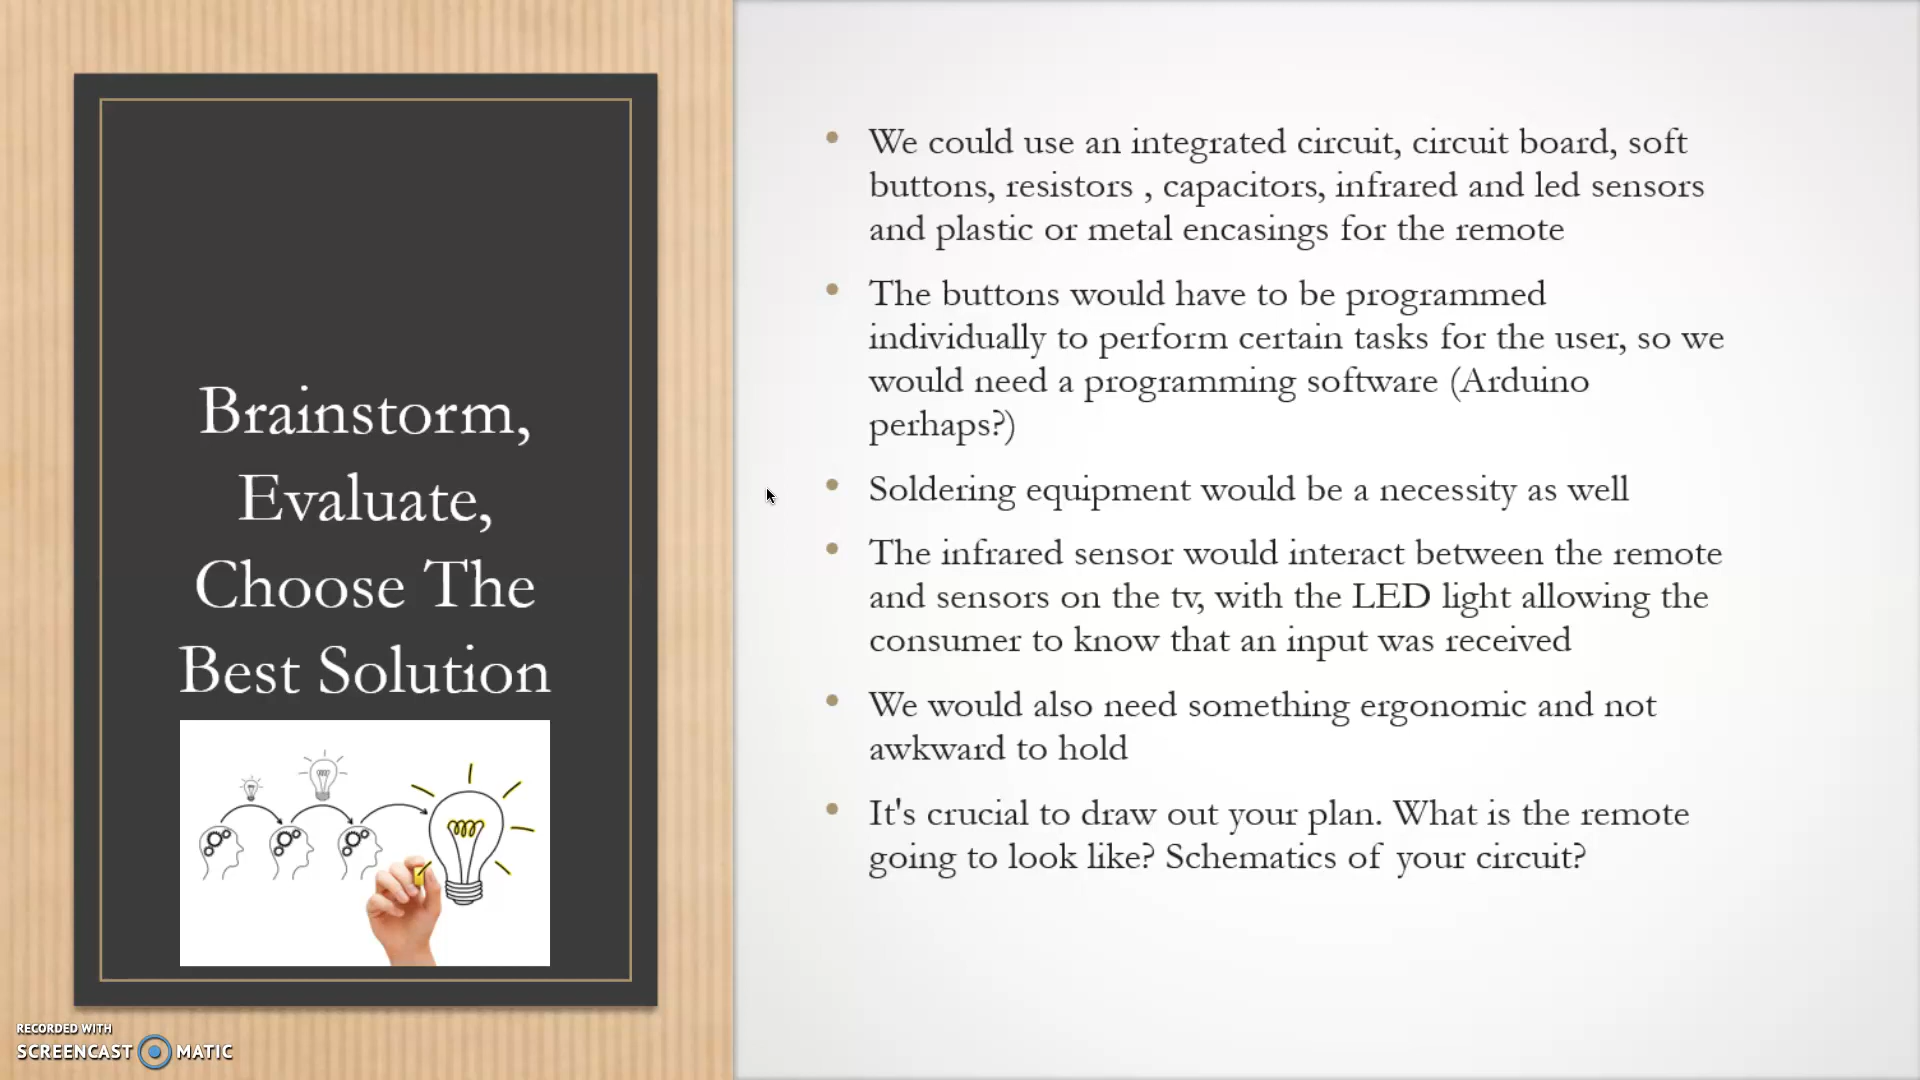 Brainstorm,
Evaluate,
Choose The
Best Solution
We could use an integrated circuit, circuit board, soft
buttons, resistors , capacitors, infrared and led sensors
and plastic or metal encasings for the remote
The buttons would have to be programmed
individually to perform certain tasks for the user, so we
would need a programming software (Arduino
perhaps?)
Soldering equipment would be a necessity as well
The infrared sensor would interact between the remote
and sensors on the tv, with the LED light allowing the
consumer to know that an input was received
We would also need something ergonomic and not
awkward to hold
It's crucial to draw out your plan. What is the remote
going to look like? Schematics of your circuit?
RECORDED WITH
SCREENCAST MATIC